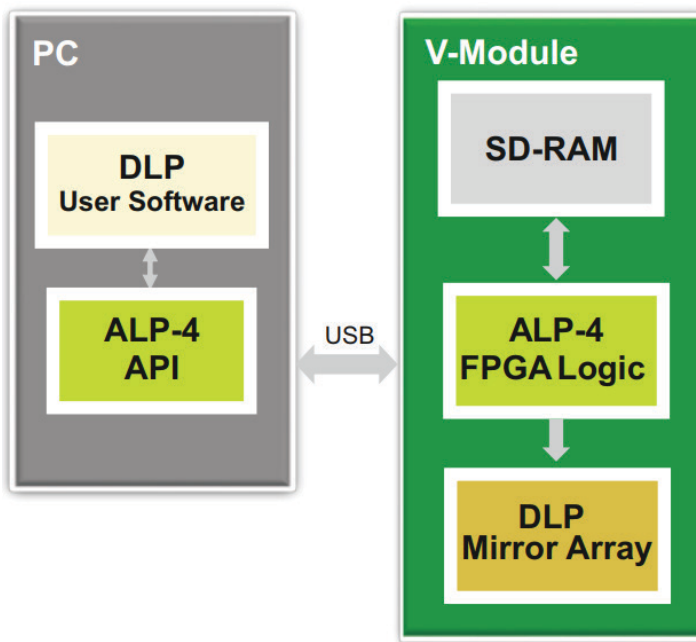 PC
DLP
User Software
ALP-4
API
USB
V-Module
SD-RAM
ALP-4
FPGA Logic
DLP
Mirror Array